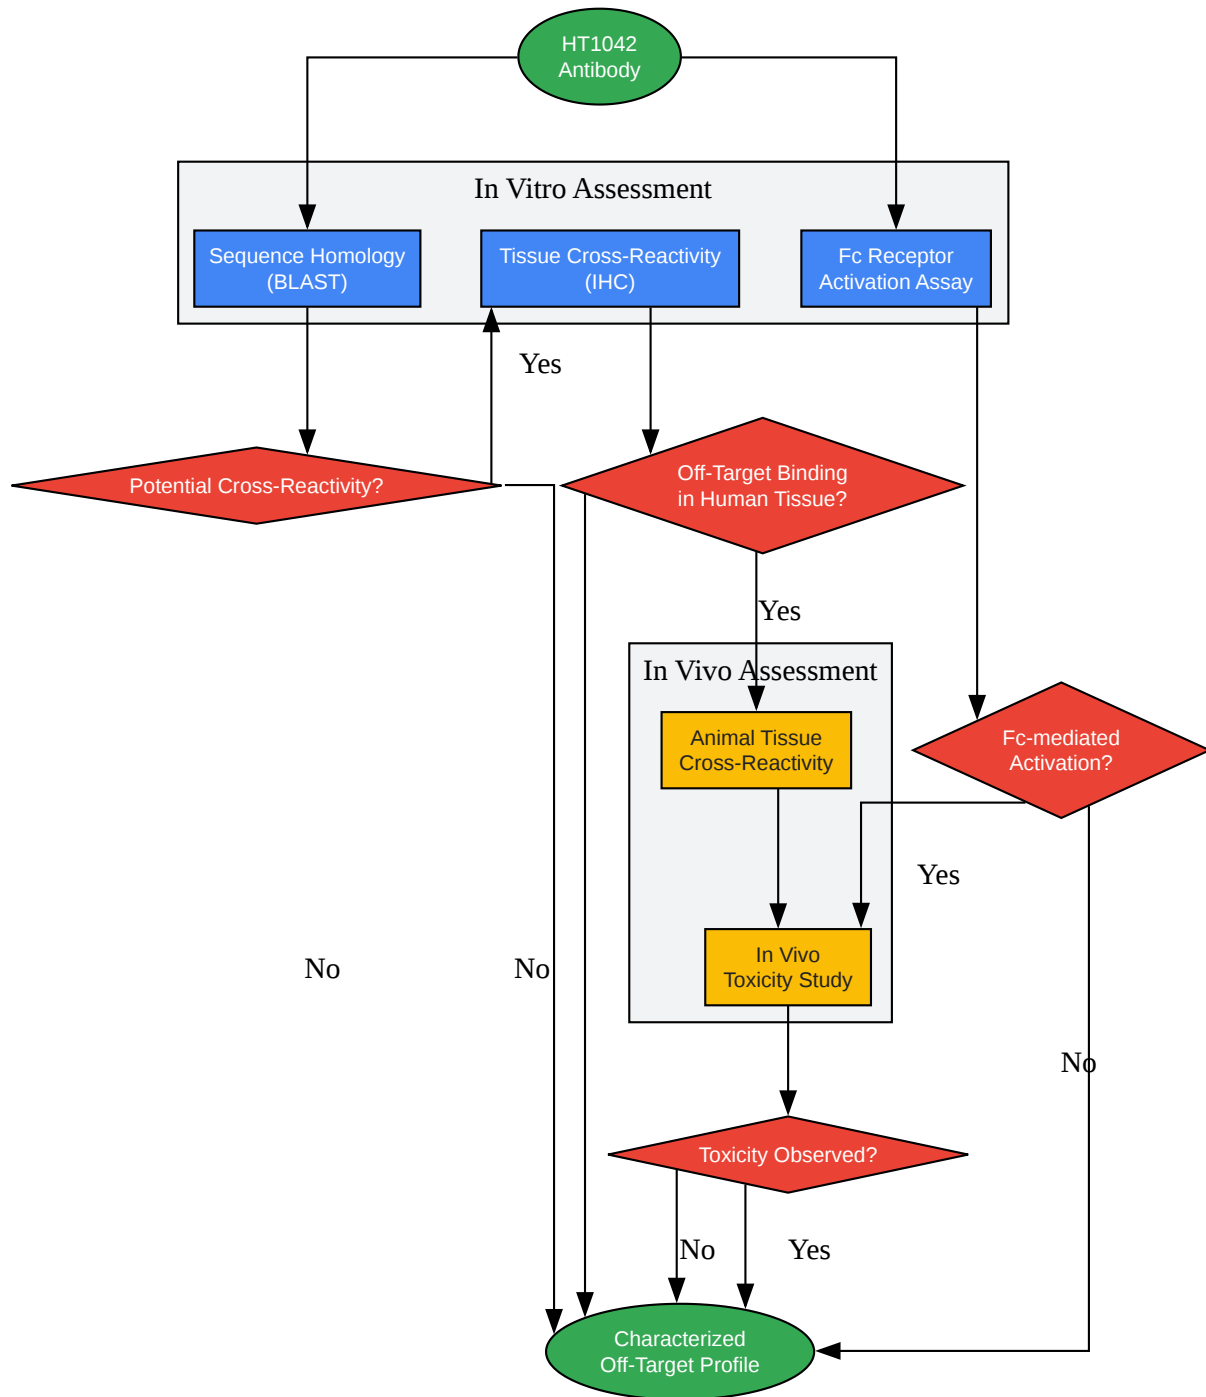 HT1042
Antibody
In Vitro Assessment
Sequence Homology
(BLAST)
Tissue Cross-Reactivity
(IHC)
Fc Receptor
Activation Assay
Yes
Potential Cross-Reactivity?
Off-Target Binding
in Human Tissue?
Yes
In Vivo Assessment
Animal Tissue
Cross-Reactivity
Fc-mediated
Activation?
Yes
In Vivo
Toxicity Study
No
No
No
Toxicity Observed?
No
Yes
Characterized
Off-Target Profile